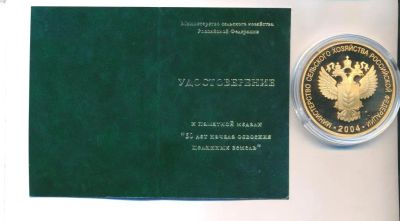 Министерство сельского хозяйства
Российской Федерации
УДОСТОВЕРЕНИЕ
к памятной медали
"50 лет начала освоения
целинных земель"
МИНИСТЕРСТВО СЕЛЬСКОГО ХОЗЯЙСТВА РОССИЙСКОЙ ФЕДЕРАЦИИ
• 2004 •